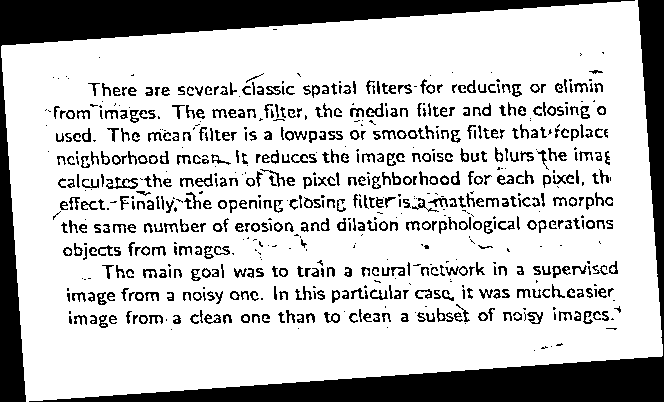 There are several classic spatial filters for reducing or elimin
from images. The mean filter, the median filter and the closing o
used. The mean filter is a lowpass or smoothing filter that replace
neighborhood mean. It reduces the image noise but blurs the imag
calculates the median of the pixel neighborhood for each pixel, th
effect. Finally, the opening closing filter is a mathematical morpho
the same number of erosion and dilation morphological operations
objects from images.
The main goal was to train a neural network in a supervised
image from a noisy one. In this particular case, it was much easier
image from a clean one than to clean a subset of noisy images.